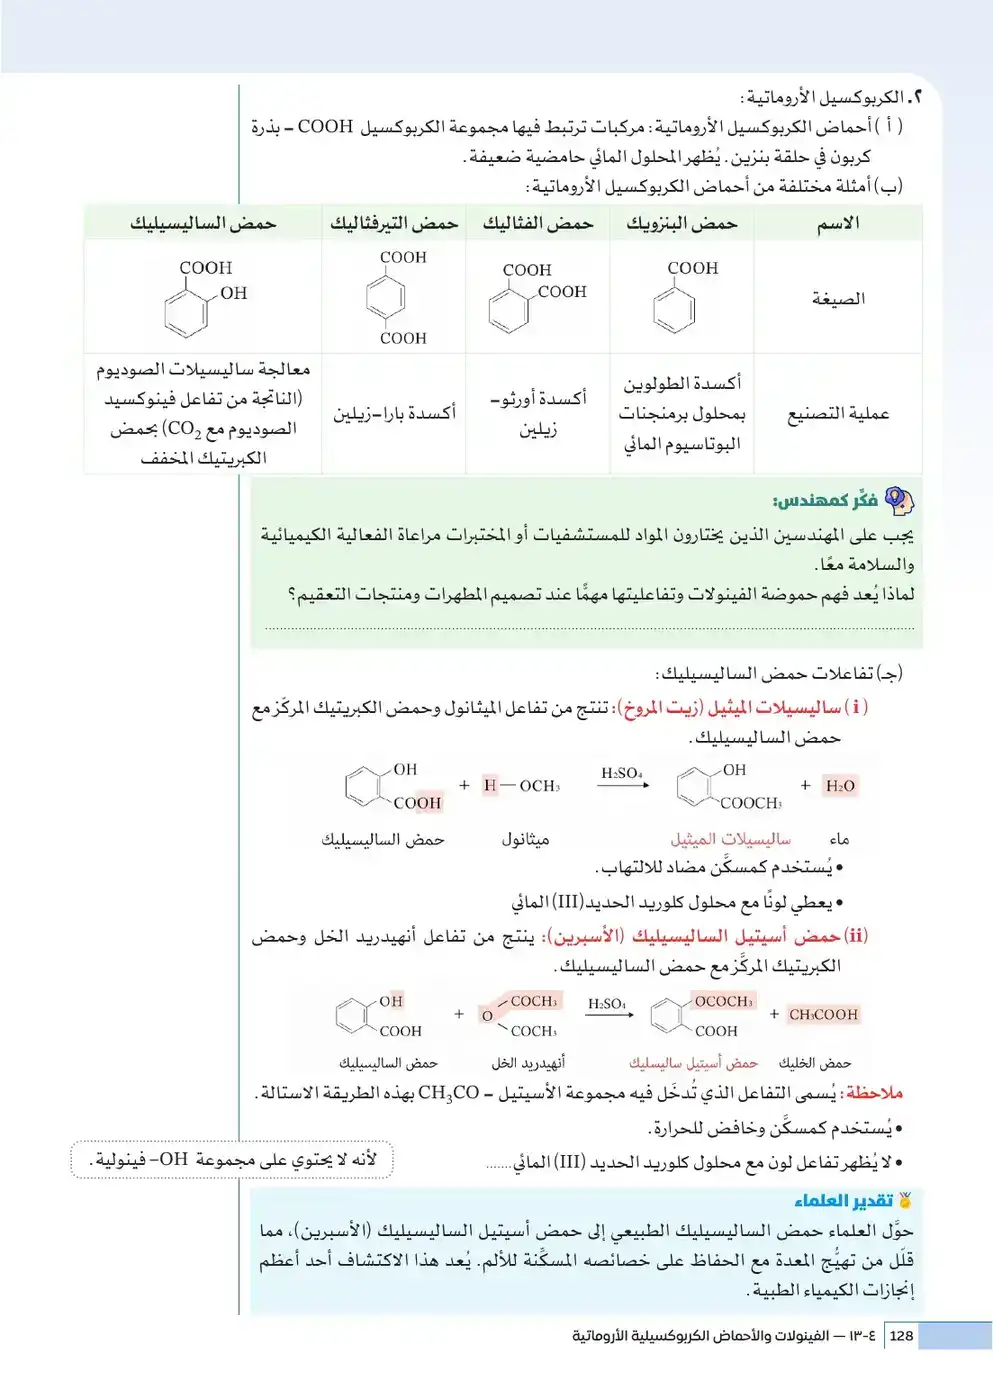 ٢. الكربوكسيل الأروماتية:
( أ ) أحماض الكربوكسيل الأروماتية: مركبات ترتبط فيها مجموعة الكربوكسيل COOH – بذرة
كربون في حلقة بنزين. يُظهر المحلول المائي حامضية ضعيفة.
(ب) أمثلة مختلفة من أحماض الكربوكسيل الأروماتية:
الاسم حمض البنزويك حمض الفثاليك حمض التيرفثاليك حمض الساليسيليك
الصيغة
COOH
COOH
COOH
COOH
COOH
COOH
OH
عملية التصنيع
أكسدة الطولوين
بمحلول برمنجنات
البوتاسيوم المائي
أكسدة أورثو–
زيلين
أكسدة بارا–زيلين
معالجة ساليسيلات الصوديوم
(الناتجة من تفاعل فينوكسيد
الصوديوم مع CO₂) بحمض
الكبريتيك المخفف
فكِّر كمهندس:
يجب على المهندسين الذين يختارون المواد للمستشفيات أو المختبرات مراعاة الفعالية الكيميائية
والسلامة معًا.
لماذا يُعد فهم حموضة الفينولات وتفاعليتها مهمًّا عند تصميم المطهرات ومنتجات التعقيم؟
(جـ) تفاعلات حمض الساليسيليك:
( i ) ساليسيلات الميثيل (زيت المروخ): تنتج من تفاعل الميثانول وحمض الكبريتيك المركّز مع
حمض الساليسيليك.
OH
COOH
+ H — OCH₃
H₂SO₄
OH
COOCH₃
+ H₂O
حمض الساليسيليك ميثانول ساليسيلات الميثيل ماء
• يُستخدم كمسكَّن مضاد للالتهاب.
• يعطي لونًا مع محلول كلوريد الحديد(III) المائي
(ii) حمض أسيتيل الساليسيليك (الأسبرين): ينتج من تفاعل أنهيدريد الخل وحمض
الكبريتيك المركَّز مع حمض الساليسيليك.
OH
COOH
+ O
COCH₃
COCH₃
H₂SO₄
OCOCH₃
COOH
+ CH₃COOH
حمض الساليسيليك أنهيدريد الخل حمض أسيتيل ساليسليك حمض الخليك
ملاحظة: يُسمى التفاعل الذي تُدخَل فيه مجموعة الأسيتيل – CH₃CO بهذه الطريقة الاستالة.
• يُستخدم كمسكَّن وخافض للحرارة.
• لا يُظهر تفاعل لون مع محلول كلوريد الحديد (III) المائي.......
لأنه لا يحتوي على مجموعة OH– فينولية.
تقدير العلماء
حوَّل العلماء حمض الساليسيليك الطبيعي إلى حمض أسيتيل الساليسيليك (الأسبرين)، مما
قلّل من تهيُّج المعدة مع الحفاظ على خصائصه المسكِّنة للألم. يُعد هذا الاكتشاف أحد أعظم
إنجازات الكيمياء الطبية.
128 ٤-١٣ — الفينولات والأحماض الكربوكسيلية الأروماتية